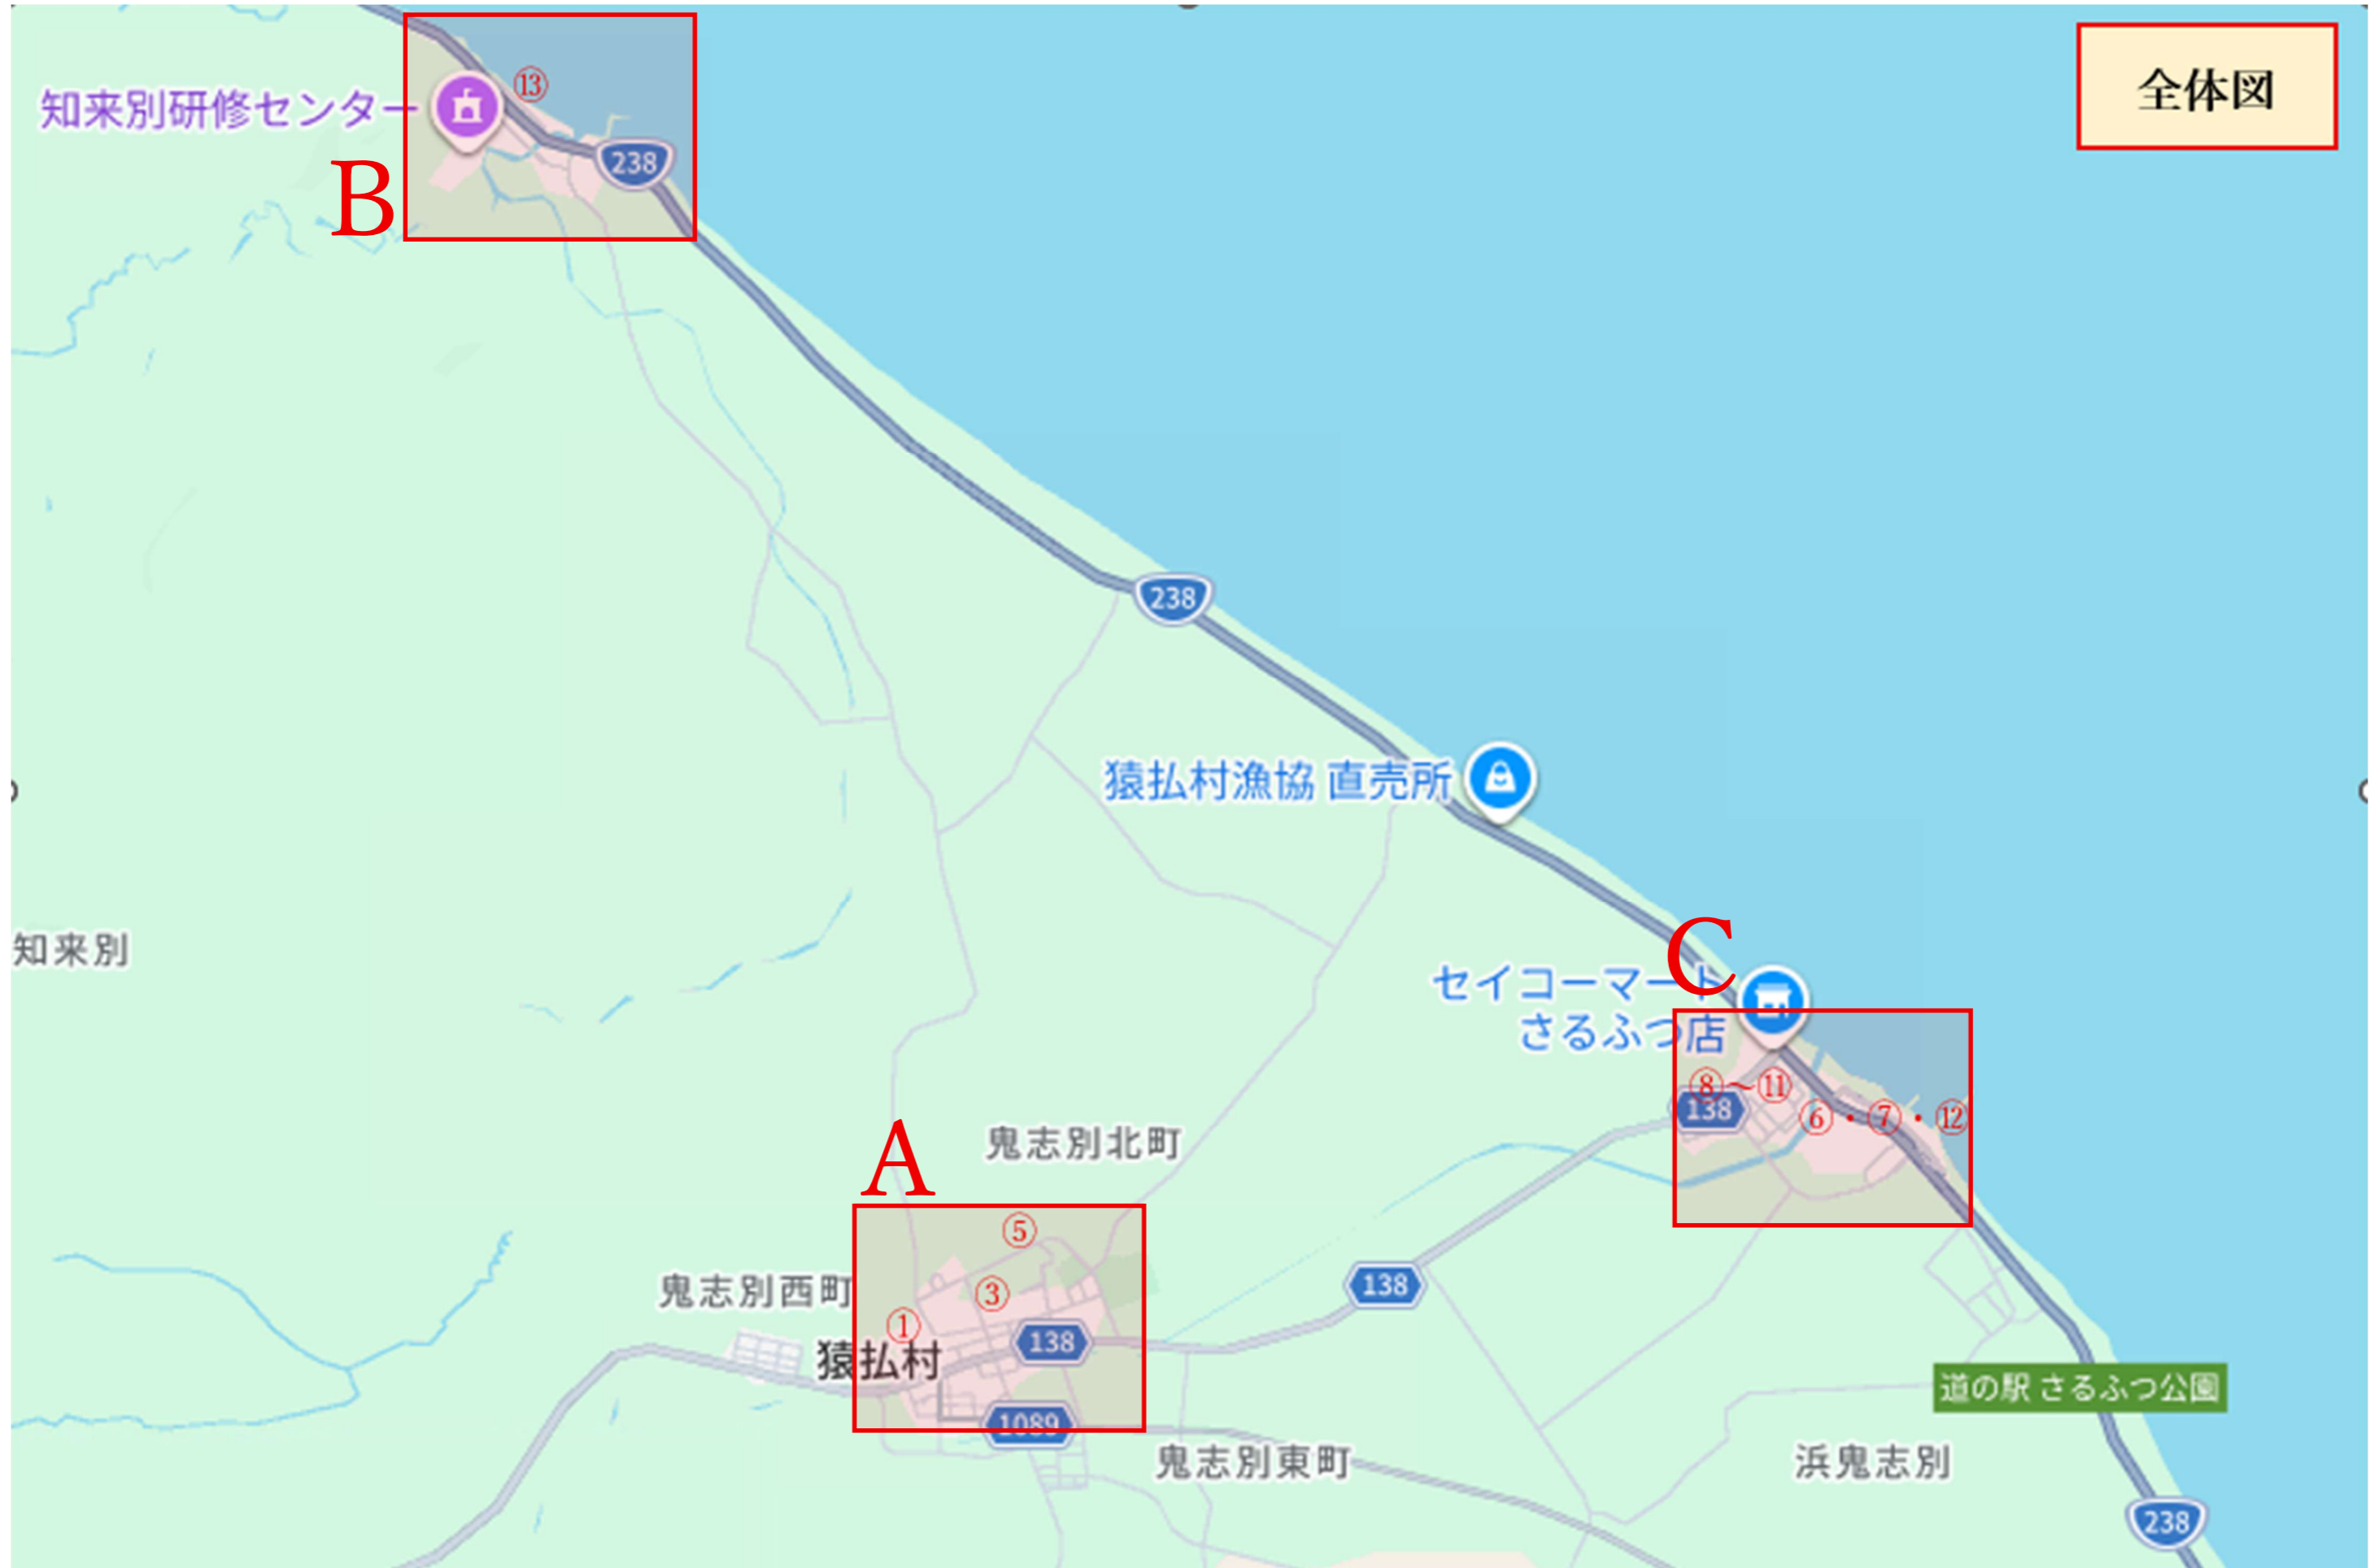 全体図
⑬
知来別研修センター
238
B
238
猿払村漁協 直売所
知来別
C
セイコーマート
さるふつ店
⑧～⑪
138
⑥・⑦・⑫
A
鬼志別北町
⑤
鬼志別西町
③
138
①
138
猿払村
道の駅 さるふつ公園
1089
鬼志別東町
浜鬼志別
238